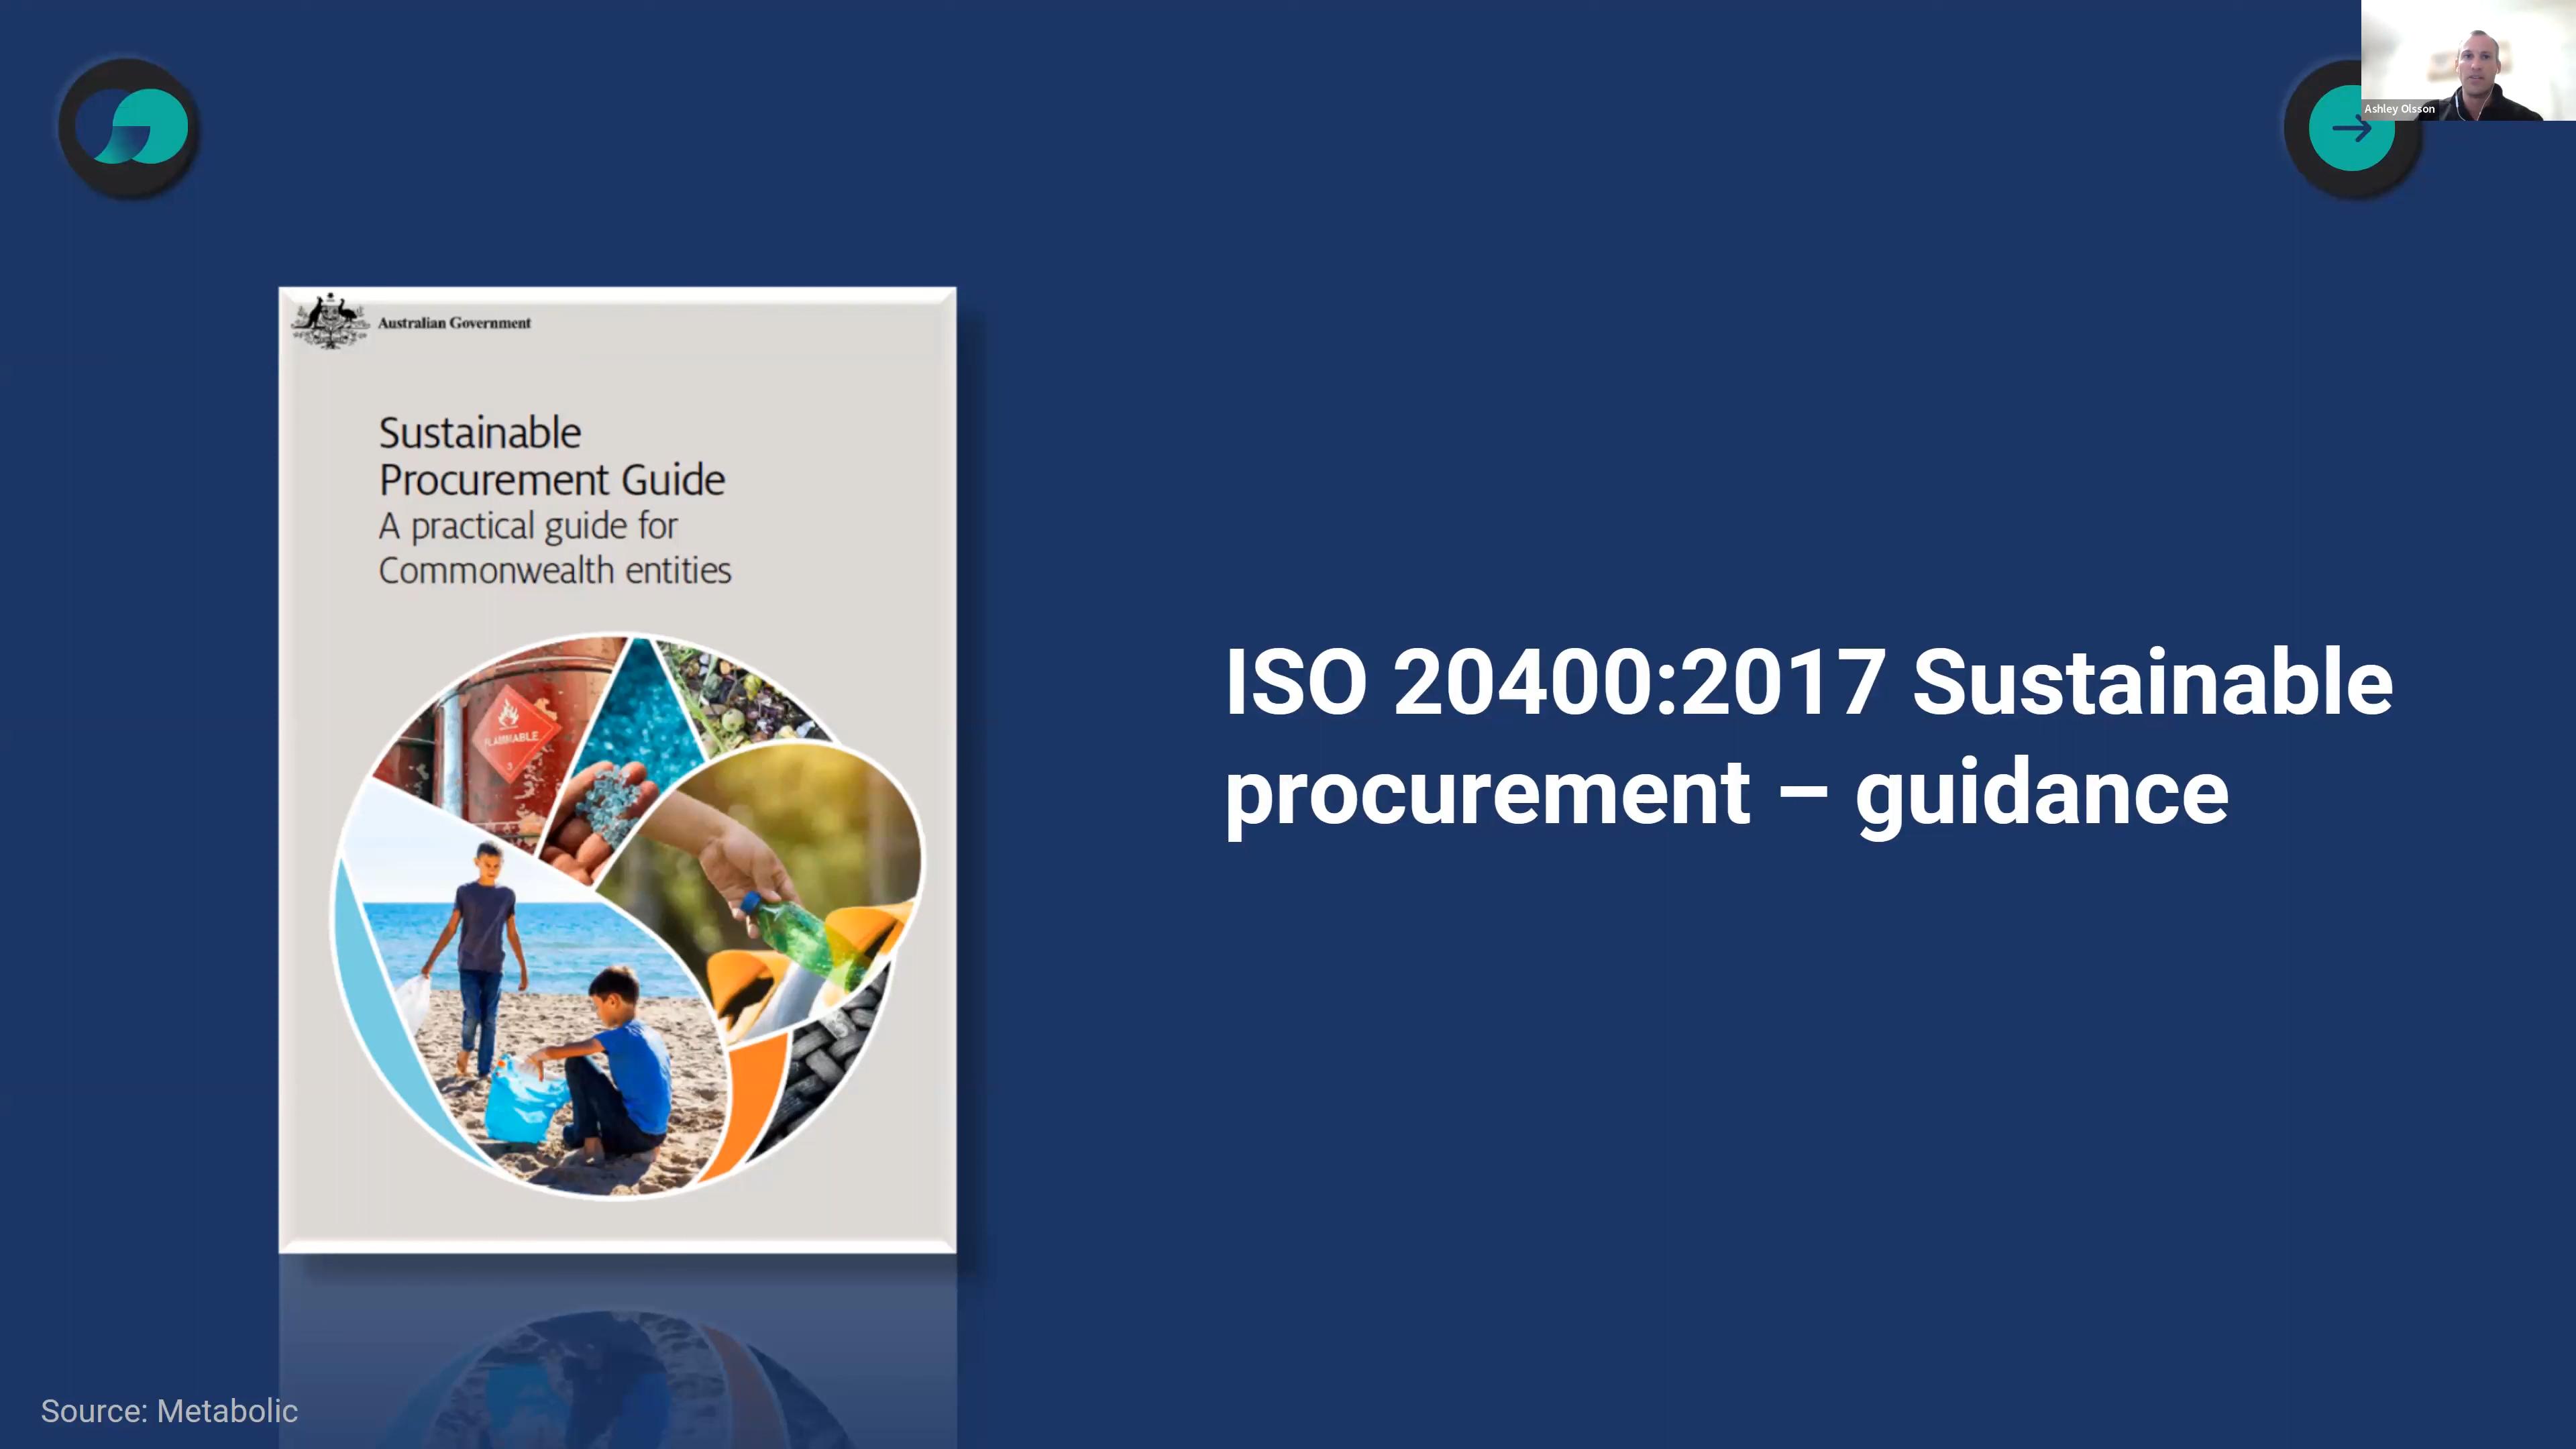 Ashley Olsson
Australian Government
Sustainable
Procurement Guide
A practical guide for
Commonwealth entities
FLAMMABLE
3
ISO 20400:2017 Sustainable
procurement – guidance
Source: Metabolic